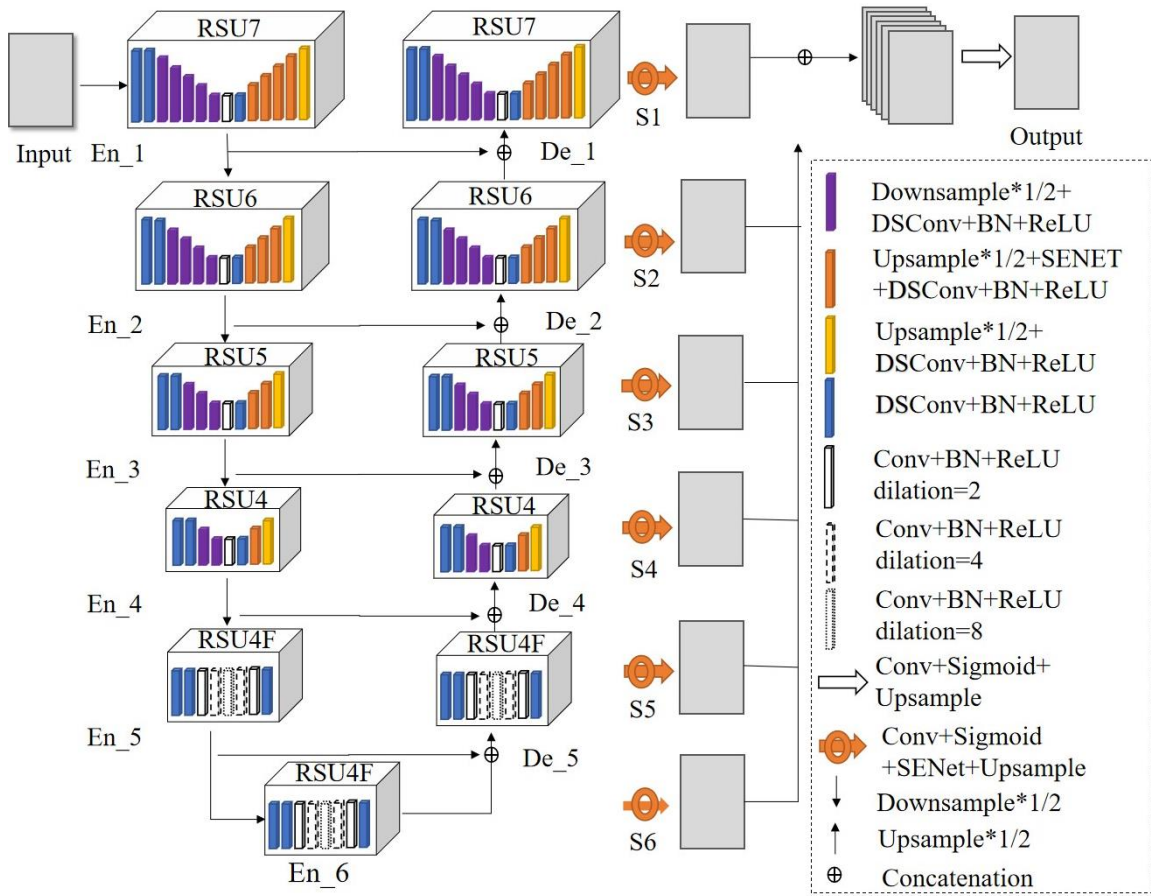 RSU7
RSU7
Input
En_1
De_1
S1
Output
RSU6
RSU6
En_2
De_2
S2
RSU5
RSU5
En_3
De_3
S3
RSU4
RSU4
En_4
De_4
S4
RSU4F
RSU4F
En_5
De_5
S5
RSU4F
En_6
S6
Downsample*1/2+
DSConv+BN+ReLU
Upsample*1/2+SENET
+DSConv+BN+ReLU
Upsample*1/2+
DSConv+BN+ReLU
DSConv+BN+ReLU
Conv+BN+ReLU
dilation=2
Conv+BN+ReLU
dilation=4
Conv+BN+ReLU
dilation=8
Conv+Sigmoid+
Upsample
Conv+Sigmoid
+SENet+Upsample
Downsample*1/2
Upsample*1/2
Concatenation